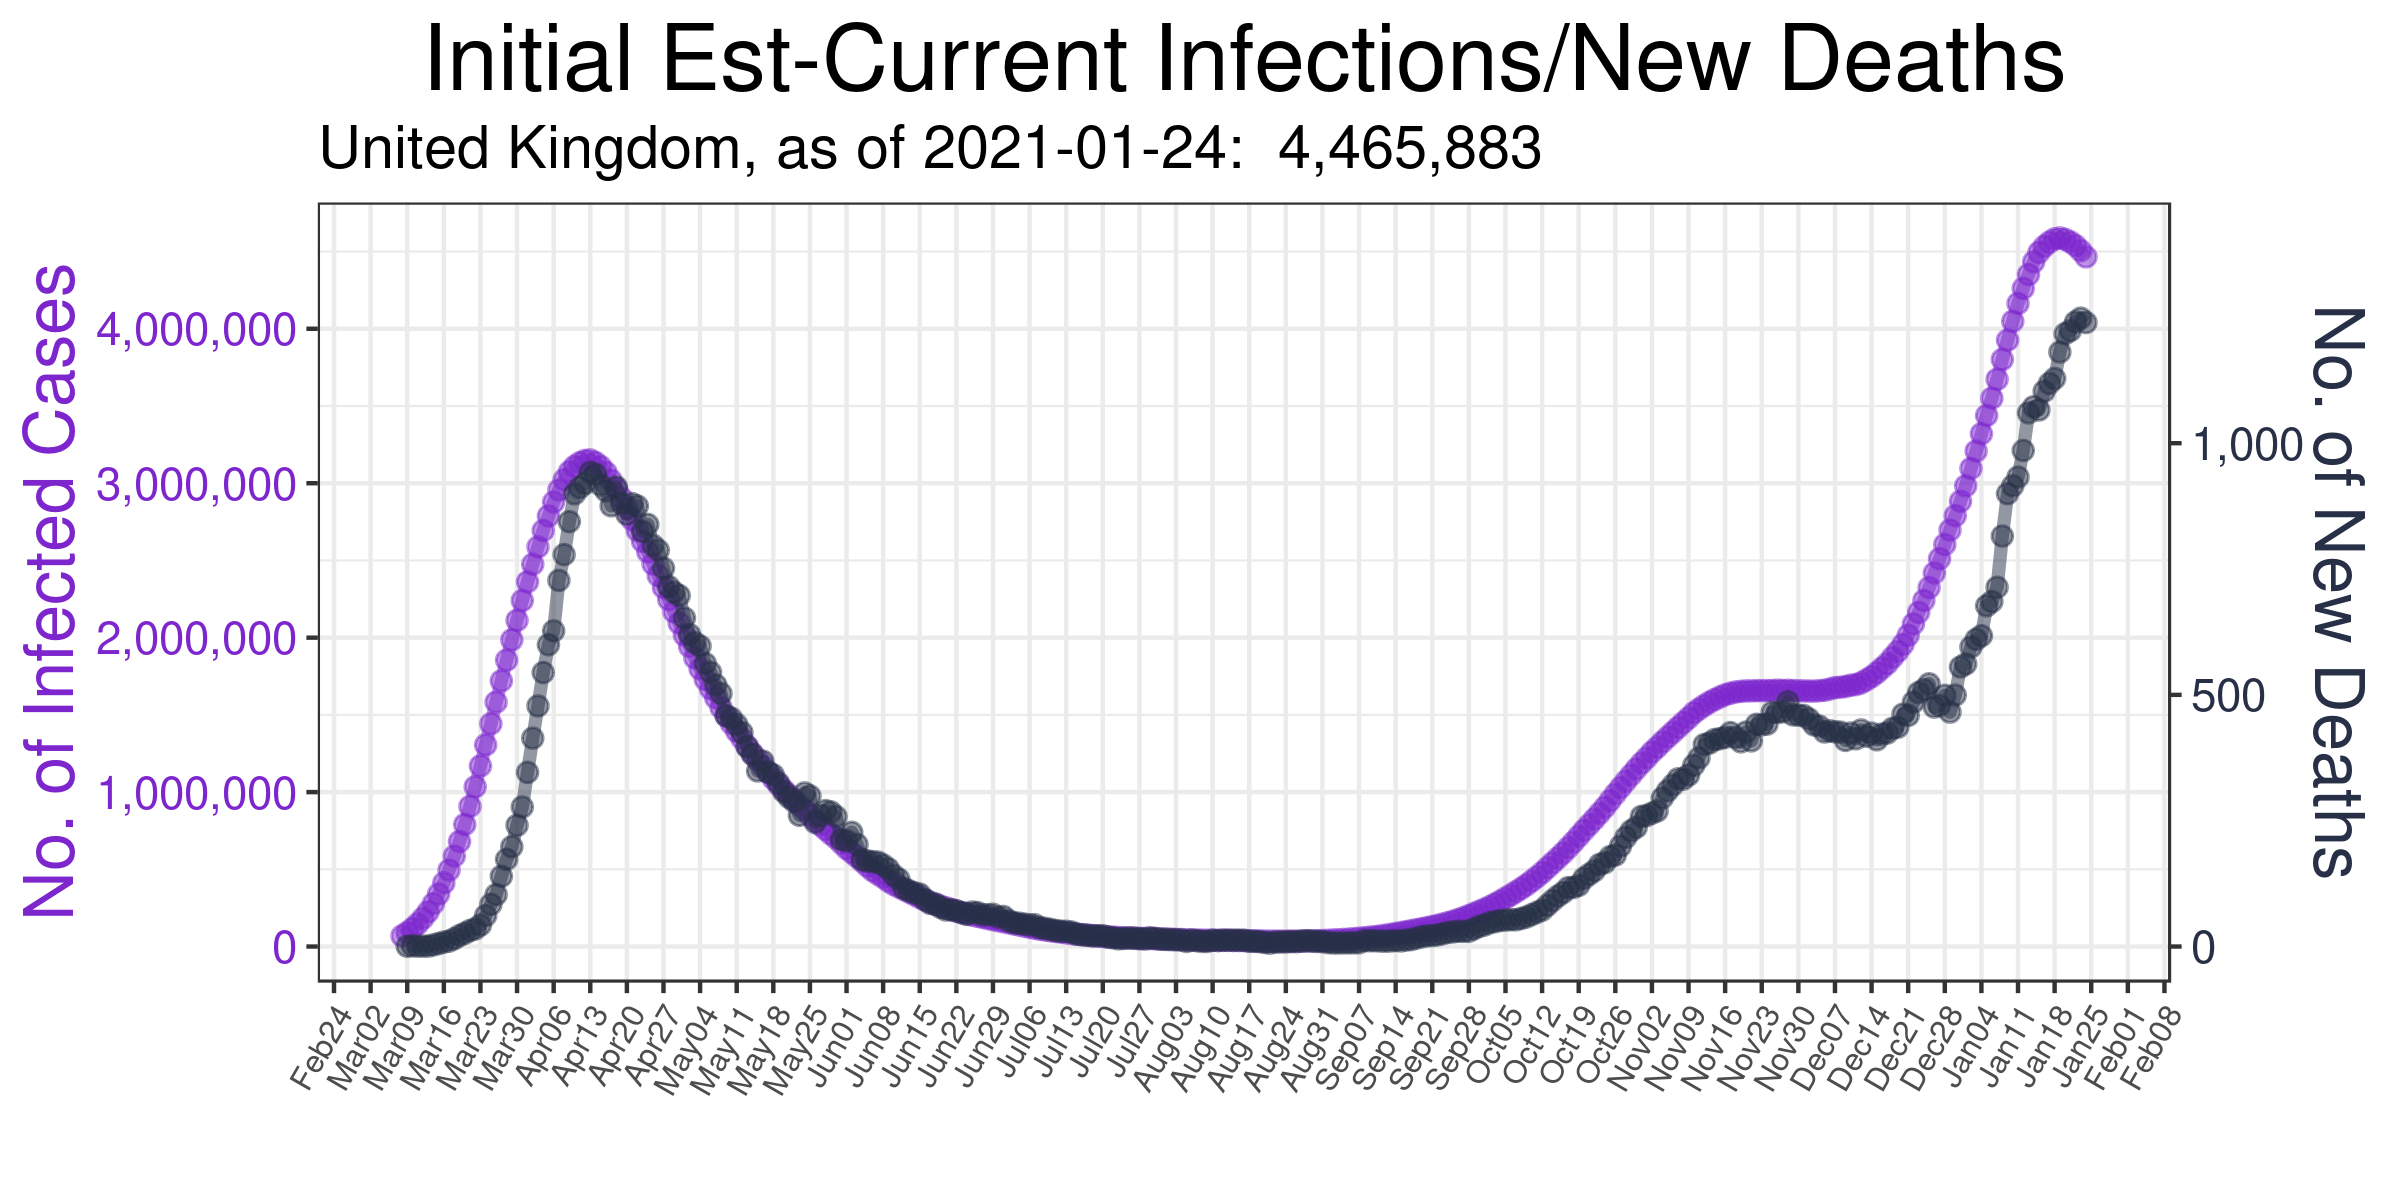 Initial Est-Current Infections/New Deaths
United Kingdom, as of 2021-01-24:  4,465,883
No. of Infected Cases
4,000,000
3,000,000
2,000,000
1,000,000
0
1,000
500
0
No. of New Deaths
Feb24
Mar02
Mar09
Mar16
Mar23
Mar30
Apr06
Apr13
Apr20
Apr27
May04
May11
May18
May25
Jun01
Jun08
Jun15
Jun22
Jun29
Jul06
Jul13
Jul20
Jul27
Aug03
Aug10
Aug17
Aug24
Aug31
Sep07
Sep14
Sep21
Sep28
Oct05
Oct12
Oct19
Oct26
Nov02
Nov09
Nov16
Nov23
Nov30
Dec07
Dec14
Dec21
Dec28
Jan04
Jan11
Jan18
Jan25
Feb01
Feb08